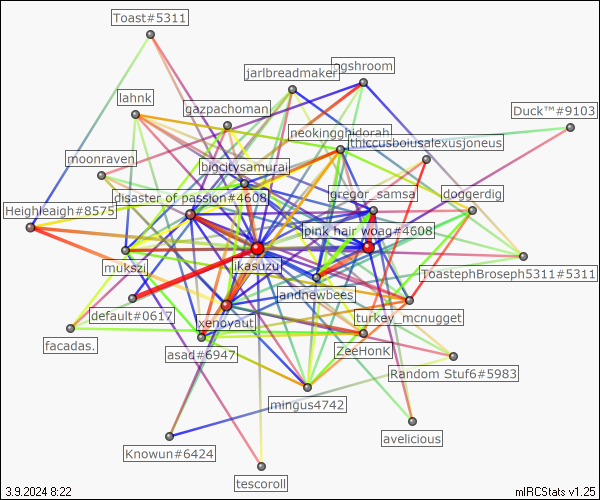 Toast#5311
ngshroom
jarlbreadmaker
lahnk
gazpachoman
Duck™#9103
neokingghidorah
thiccusboiusalexusjoneus
moonraven
bigcitysamurai
disaster of passion#4608
gregor_samsa
doggerdig
Heighleaigh#8575
pink hair woag#4608
mukszi
ikasuzu
ToastephBroseph5311#5311
andnewbees
default#0617
turkey_mcnugget
xenovaut
facadas.
asad#6947
ZeeHonK
Random Stuf6#5983
mingus4742
avelicious
Knowun#6424
tescoroll
3.9.2024 8:22
mIRCStats v1.25